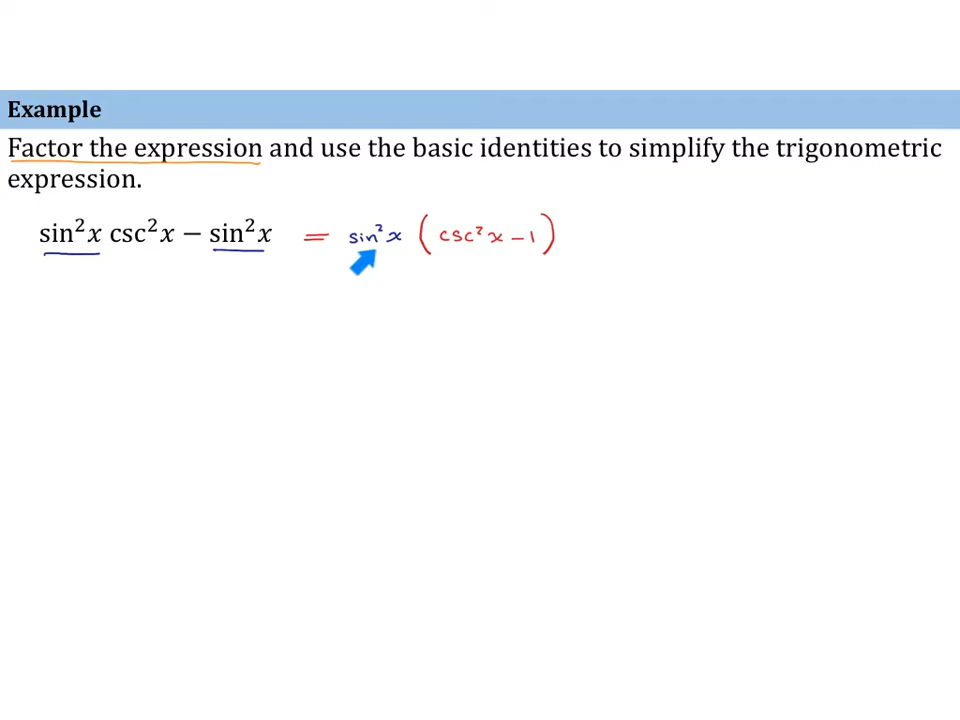 Example
Factor the expression and use the basic identities to simplify the trigonometric
expression.
sin²x csc²x − sin²x = sin²x (csc²x − 1)